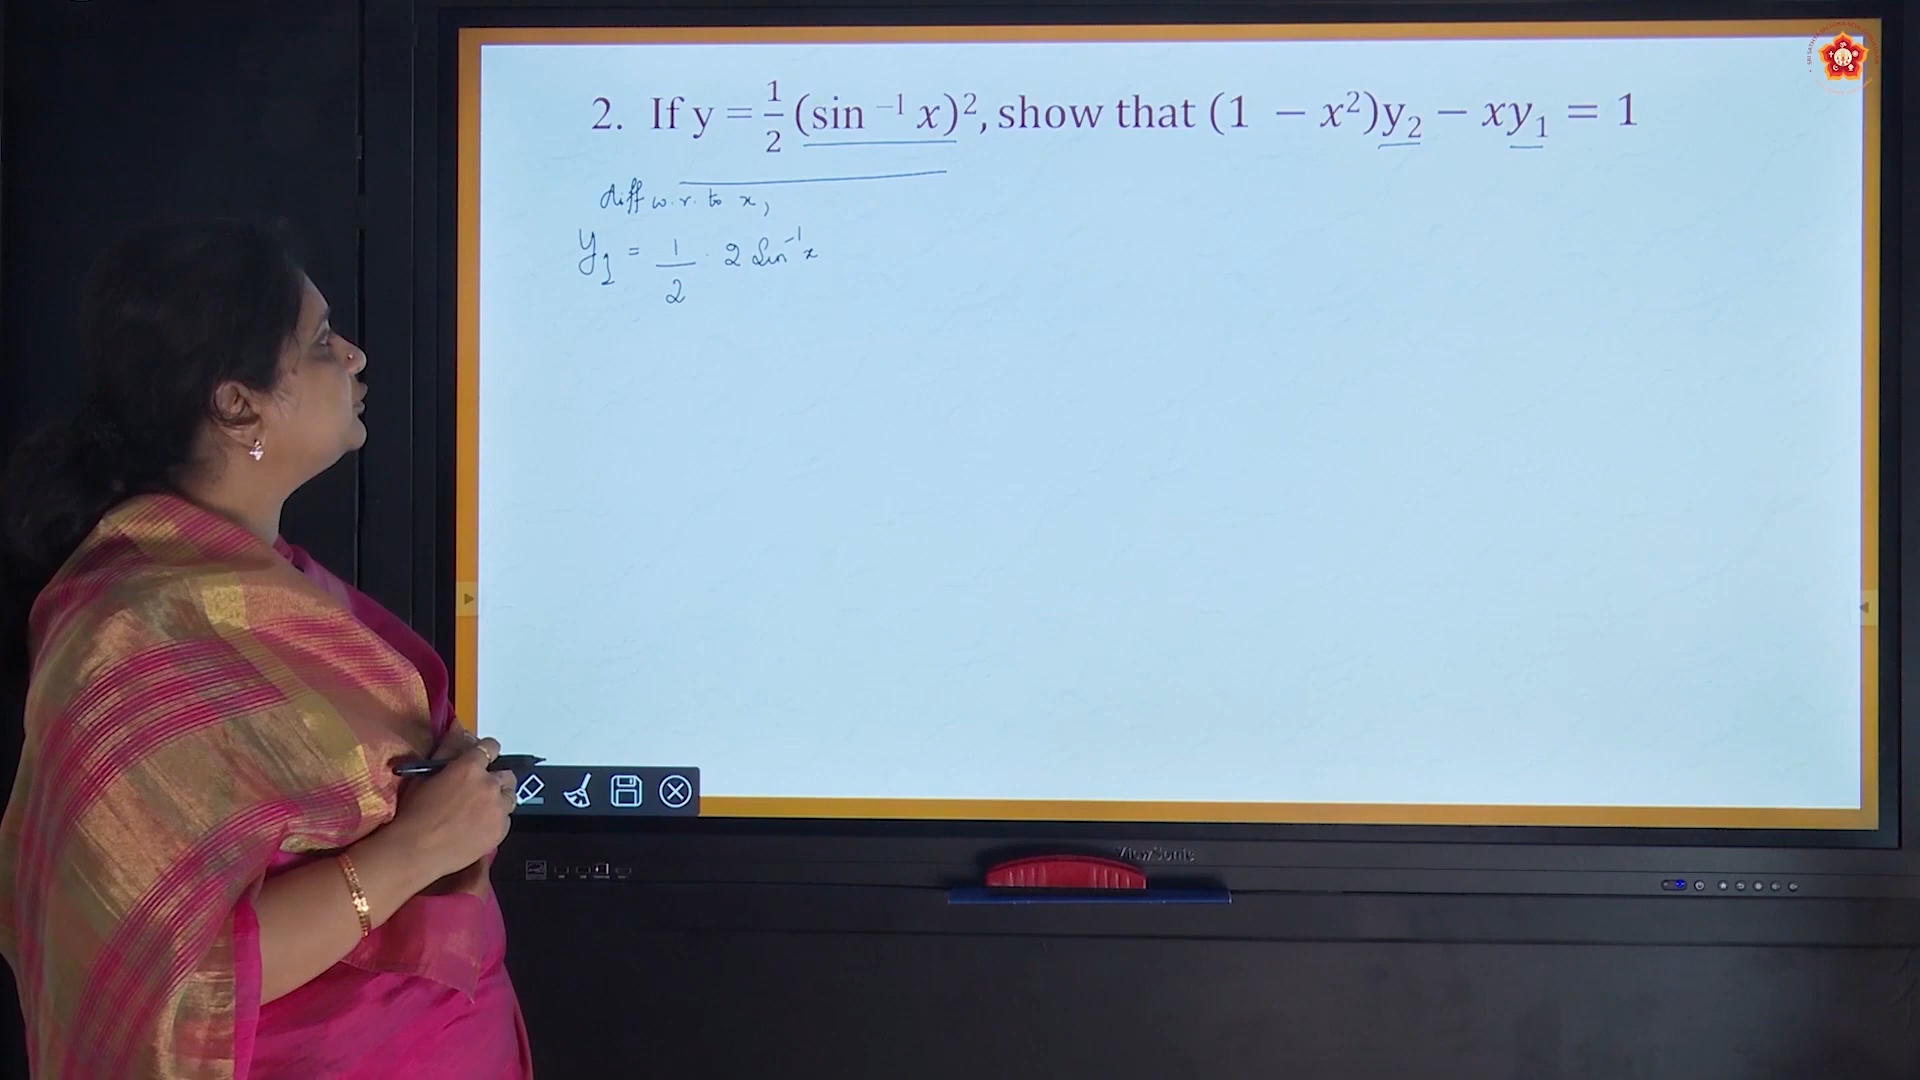 2. If y = 1/2 (sin⁻¹ x)², show that (1 − x²)y₂ − xy₁ = 1
diff w.r. to x,
y₁ = 1/2 · 2 Sin⁻¹x
ViewSonic